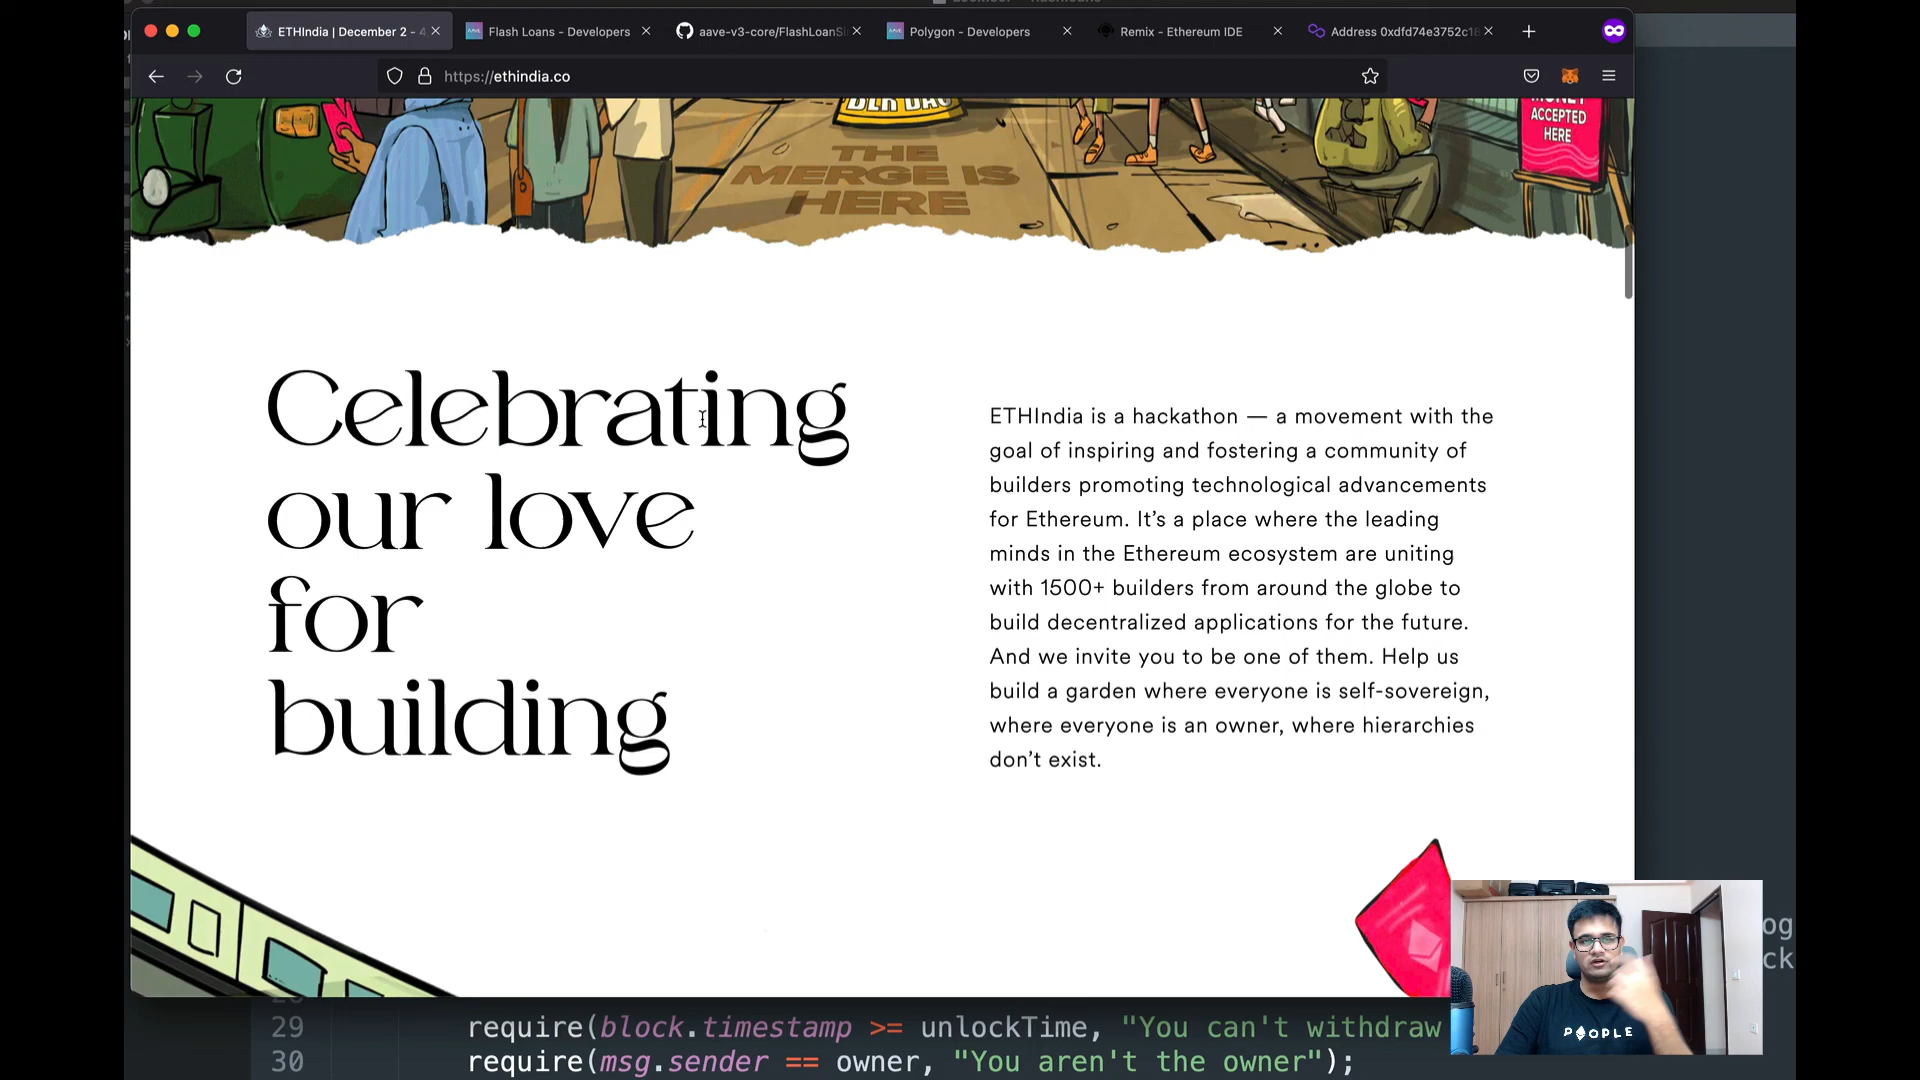 ETHIndia | December 2 - 4
Flash Loans - Developers
aave-v3-core/FlashLoanSi
Polygon - Developers
Remix - Ethereum IDE
Address 0xdfd74e3752c18
https://ethindia.co
MONEY
ACCEPTED
HERE
THE
MERGE IS
HERE
Celebrating
our love
for
building
ETHIndia is a hackathon — a movement with the
goal of inspiring and fostering a community of
builders promoting technological advancements
for Ethereum. It’s a place where the leading
minds in the Ethereum ecosystem are uniting
with 1500+ builders from around the globe to
build decentralized applications for the future.
And we invite you to be one of them. Help us
build a garden where everyone is self-sovereign,
where everyone is an owner, where hierarchies
don’t exist.
og
ck
29 require(block.timestamp >= unlockTime, "You can't withdraw
30 require(msg.sender == owner, "You aren't the owner");
PEOPLE